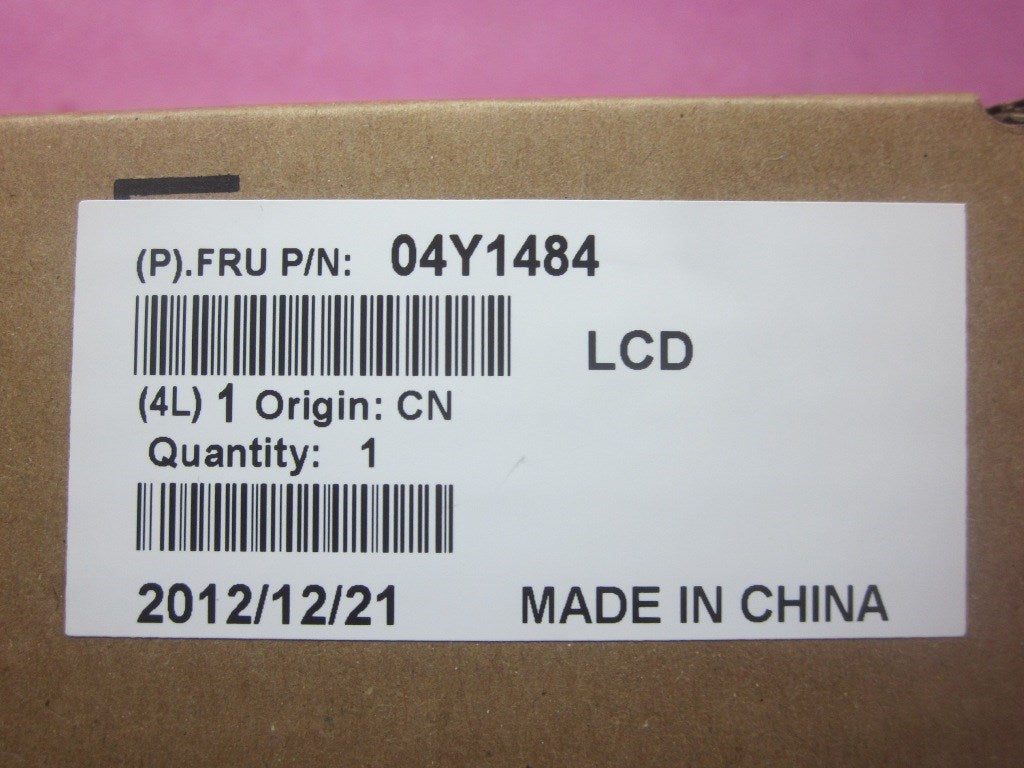 (P).FRU P/N: 04Y1484
LCD
(4L) 1 Origin: CN
Quantity: 1
2012/12/21 MADE IN CHINA